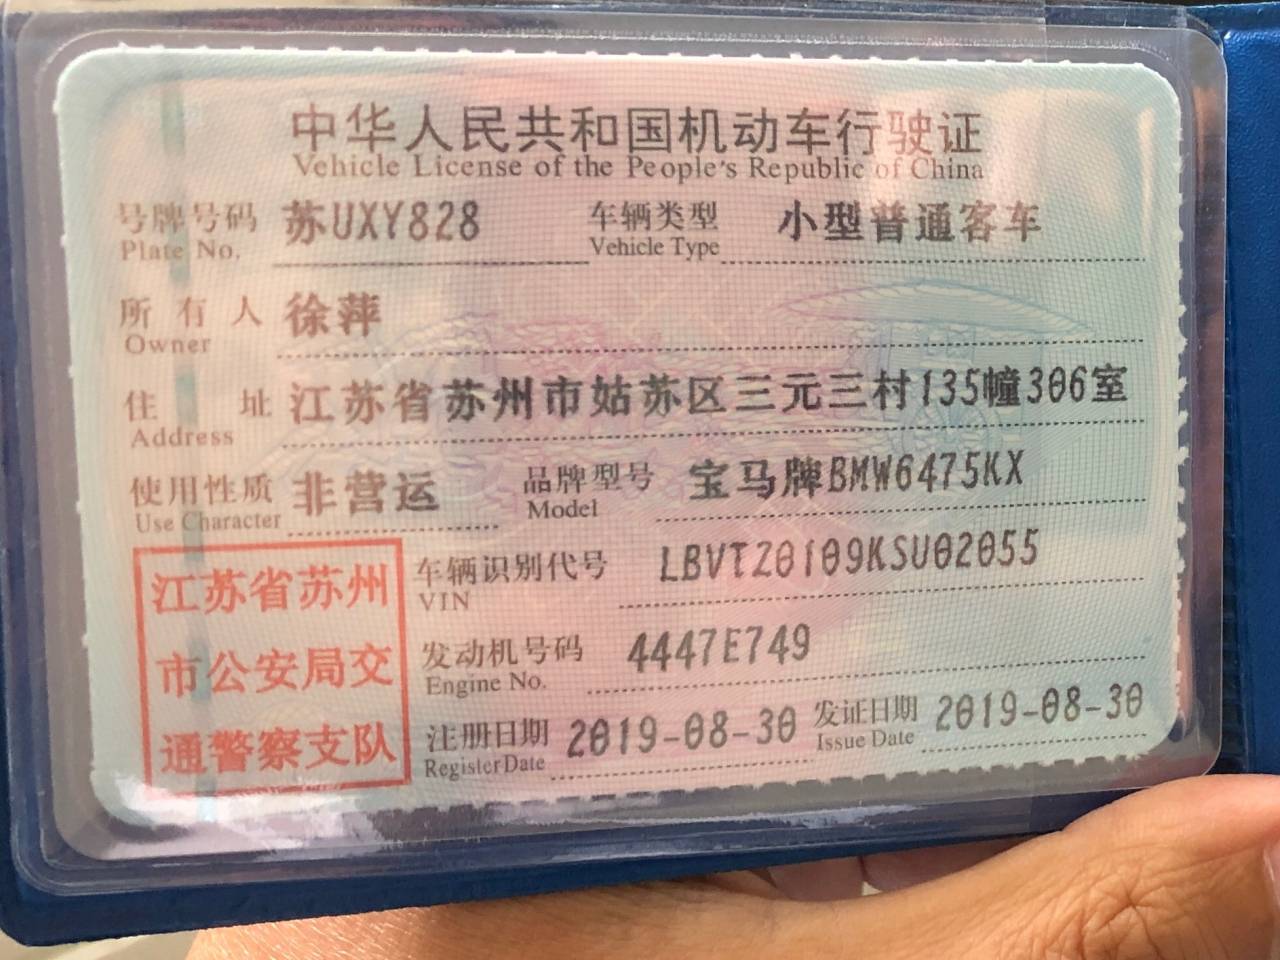 中华人民共和国机动车行驶证
Vehicle License of the People's Republic of China
号牌号码 苏UXY828 车辆类型 小型普通客车
Plate No. Vehicle Type
所有人 徐萍
Owner
住址 江苏省苏州市姑苏区三元三村135幢306室
Address
使用性质 非营运 品牌型号 宝马牌BMW6475KX
Use Character Model
江苏省苏州
市公安局交
通警察支队
车辆识别代号 LBVTZ0109KSU02055
VIN
发动机号码 4447E749
Engine No.
注册日期 2019-08-30 发证日期 2019-08-30
Register Date Issue Date